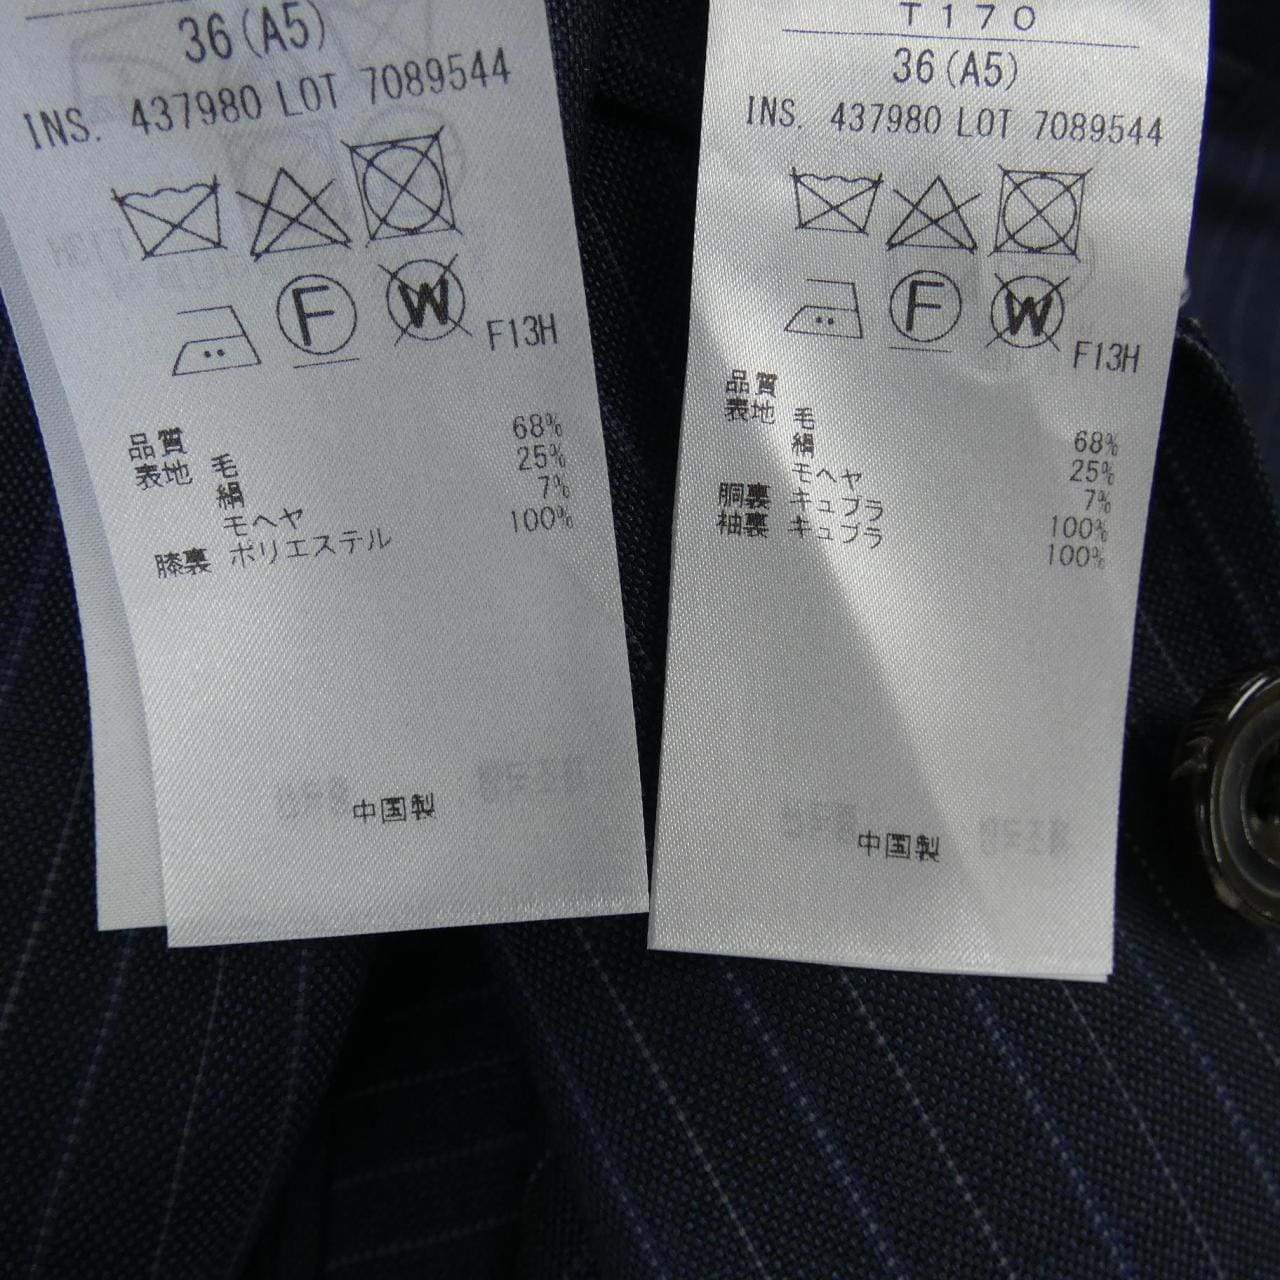 36(A5)
INS. 437980 LOT 7089544
F
W
F13H
品質
表地 毛 68%
絹 25%
モヘヤ 7%
膝裏 ポリエステル 100%
中国製
T170
36(A5)
INS. 437980 LOT 7089544
F
W
F13H
品質
表地 毛 68%
絹 25%
モヘヤ 7%
胴裏 キュプラ 100%
袖裏 キュプラ 100%
中国製